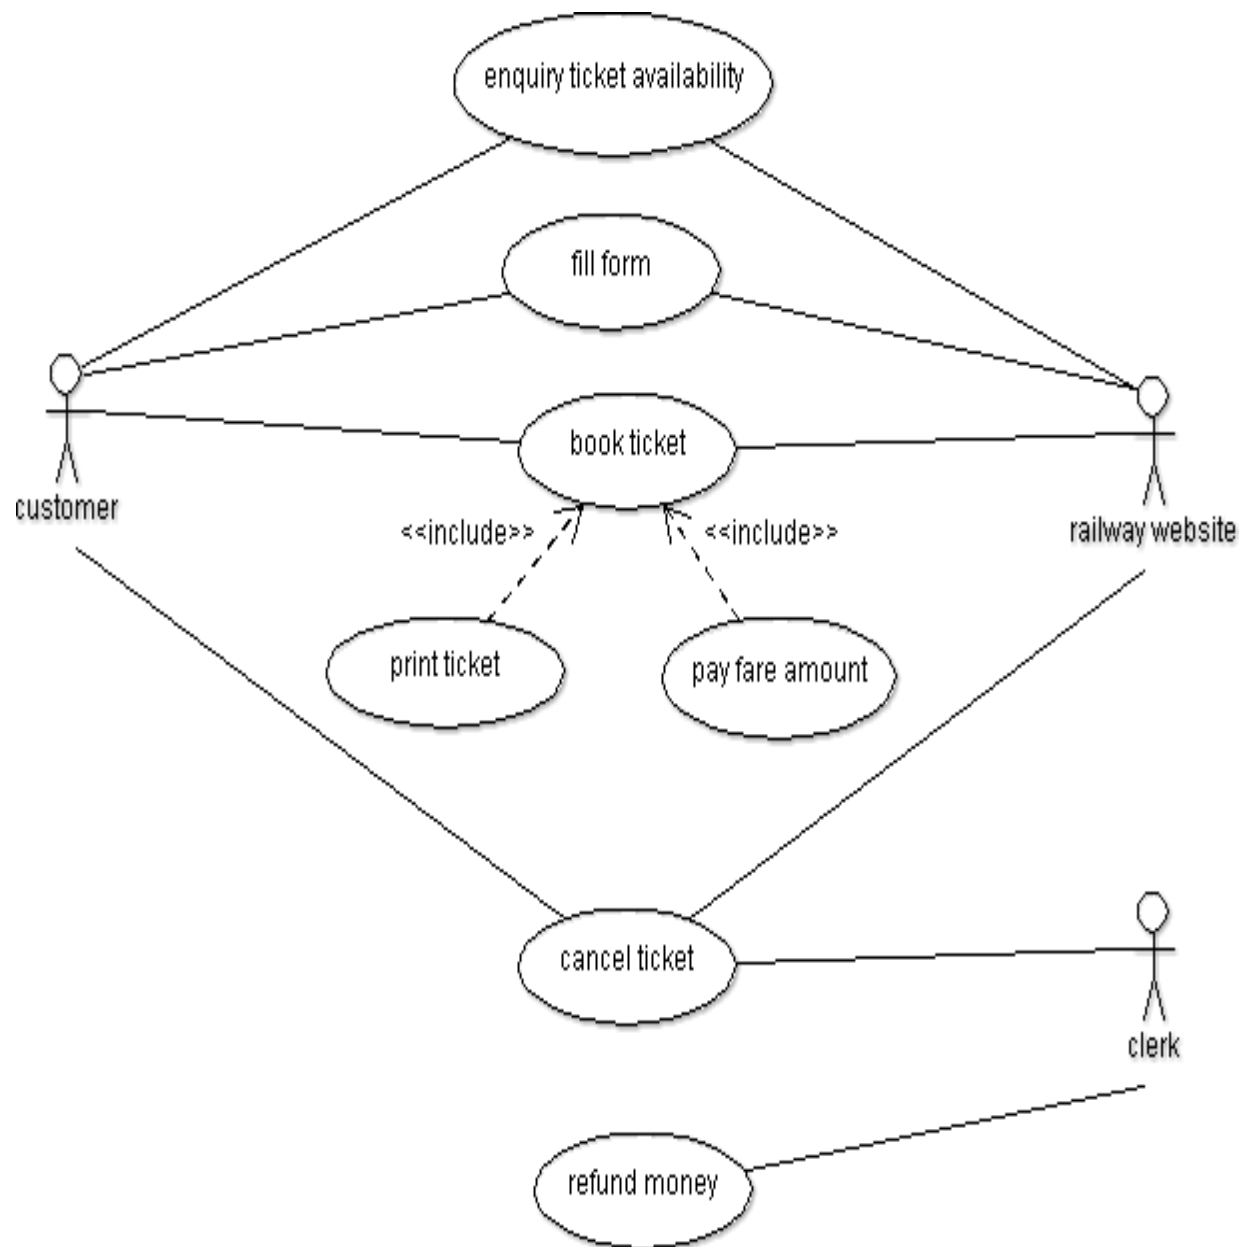 enquiry ticket availability
fill form
book ticket
customer
railway website
<<include>>
<<include>>
print ticket
pay fare amount
cancel ticket
clerk
refund money